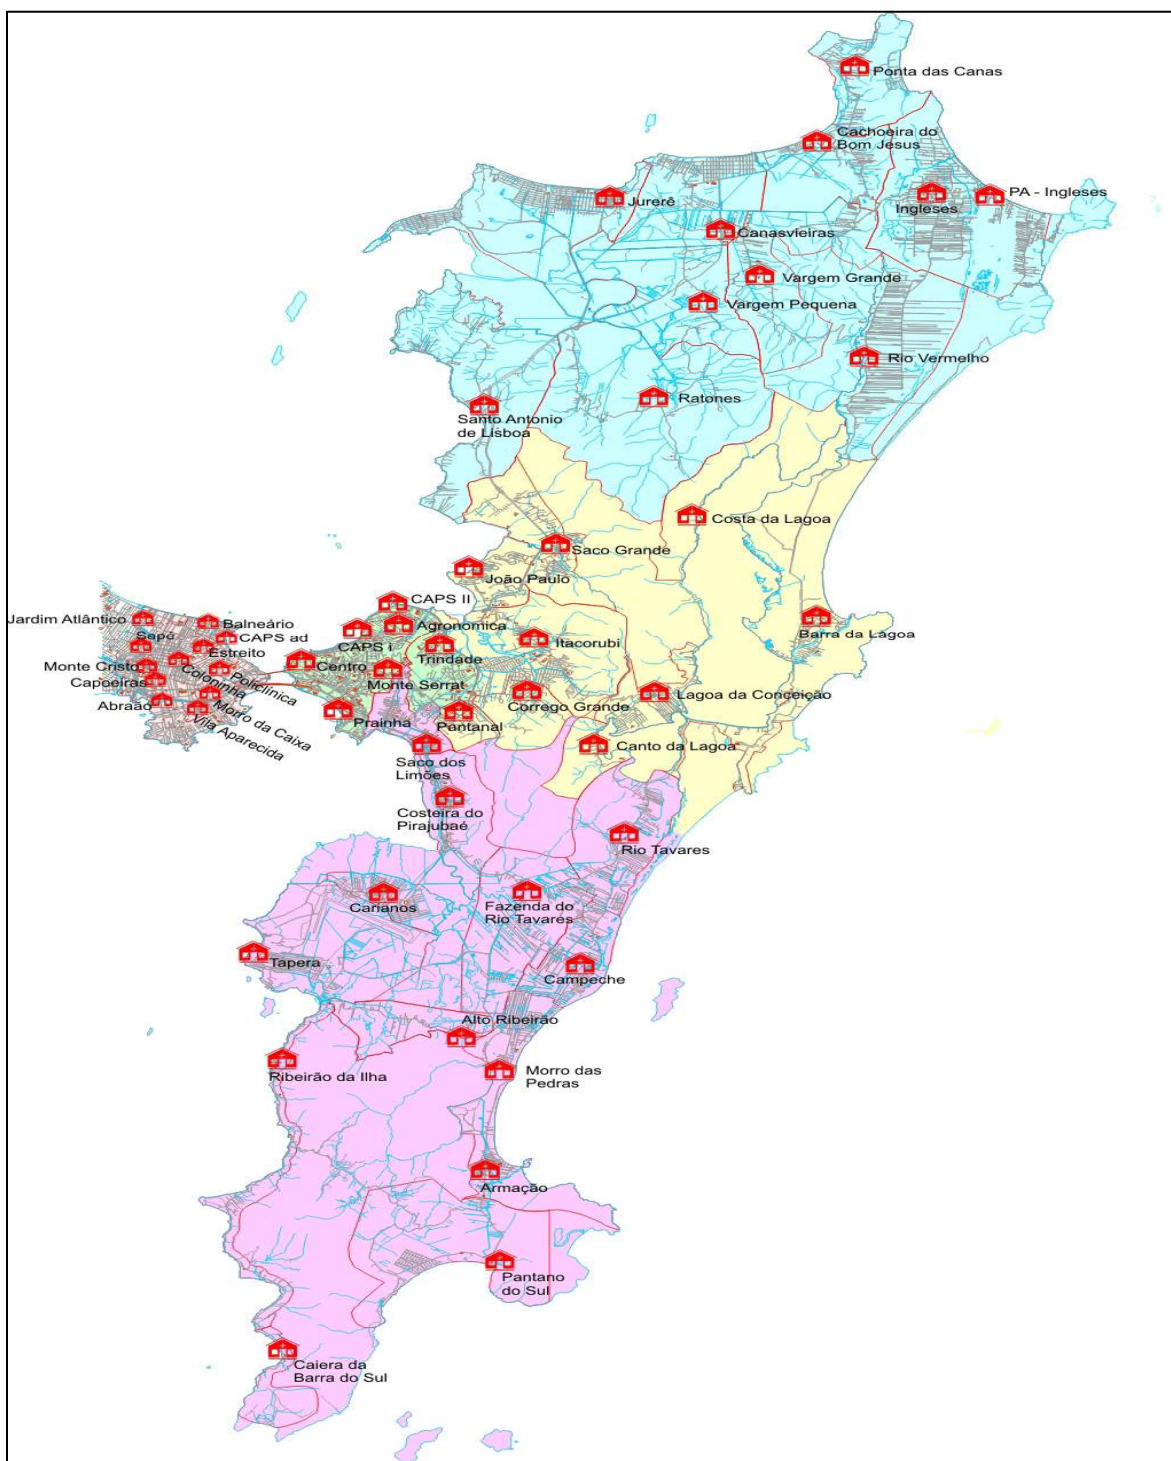 Ponta das Canas
Cachoeira do
Bom Jesus
PA - Ingleses
Ingleses
Jurerê
Canasvieiras
Vargem Grande
Vargem Pequena
Rio Vermelho
Ratones
Santo Antonio
de Lisboa
Costa da Lagoa
Saco Grande
João Paulo
CAPS II
Jardim Atlântico
Balneário
Agronomica
Barra da Lagoa
Sapé
CAPS ad
CAPS i
Itacorubi
Estreito
Trindade
Monte Cristo
Coloninha
Policlínica
Centro
Monte Serrat
Capoeiras
Lagoa da Conceição
Abraão
Morro da Caixa
Vila Aparecida
Prainha
Pantanal
Corrego Grande
Canto da Lagoa
Saco dos
Limões
Costeira do
Pirajubaé
Rio Tavares
Carianos
Fazenda do
Rio Tavares
Tapera
Campeche
Alto Ribeirão
Ribeirão da Ilha
Morro das
Pedras
Armação
Pantano
do Sul
Caiera da
Barra do Sul